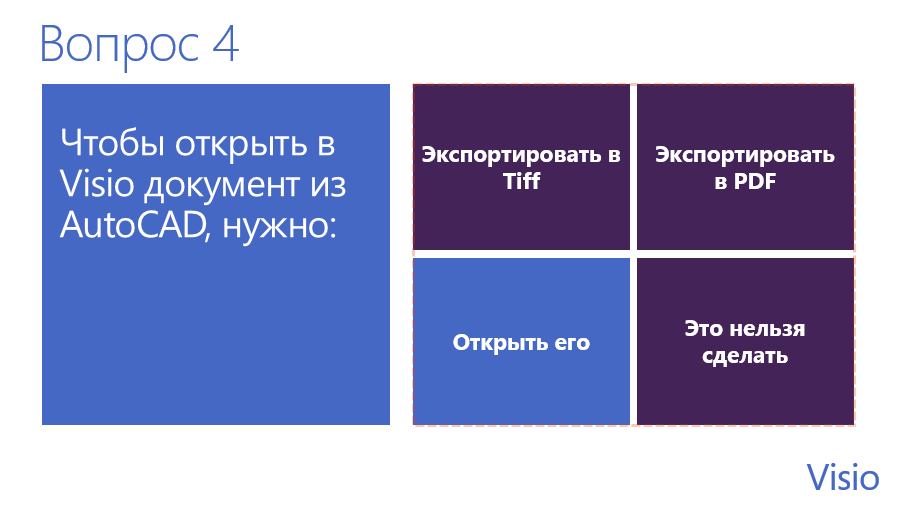 Вопрос 4
Чтобы открыть в
Visio документ из
AutoCAD, нужно:
Экспортировать в
Tiff
Экспортировать
в PDF
Открыть его
Это нельзя
сделать
Visio